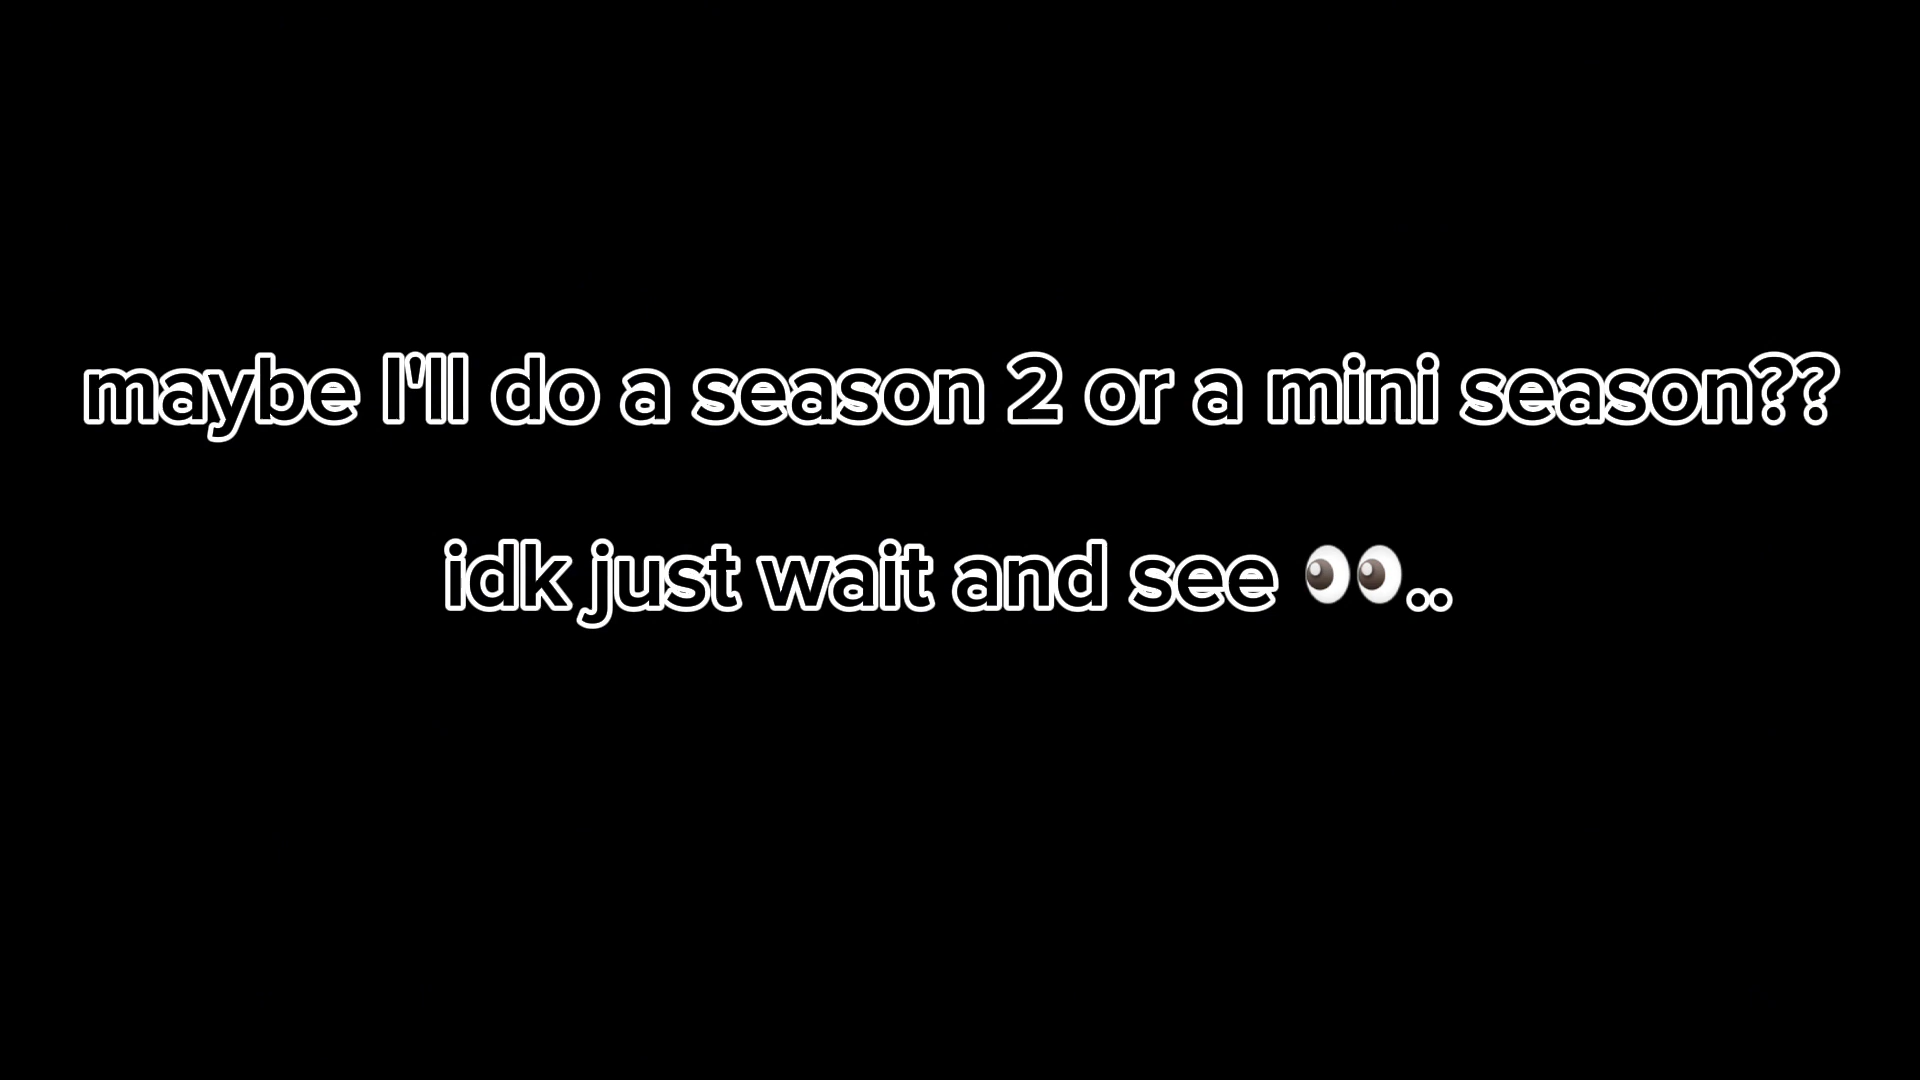 maybe I'll do a season 2 or a mini season??
idk just wait and see 👀..